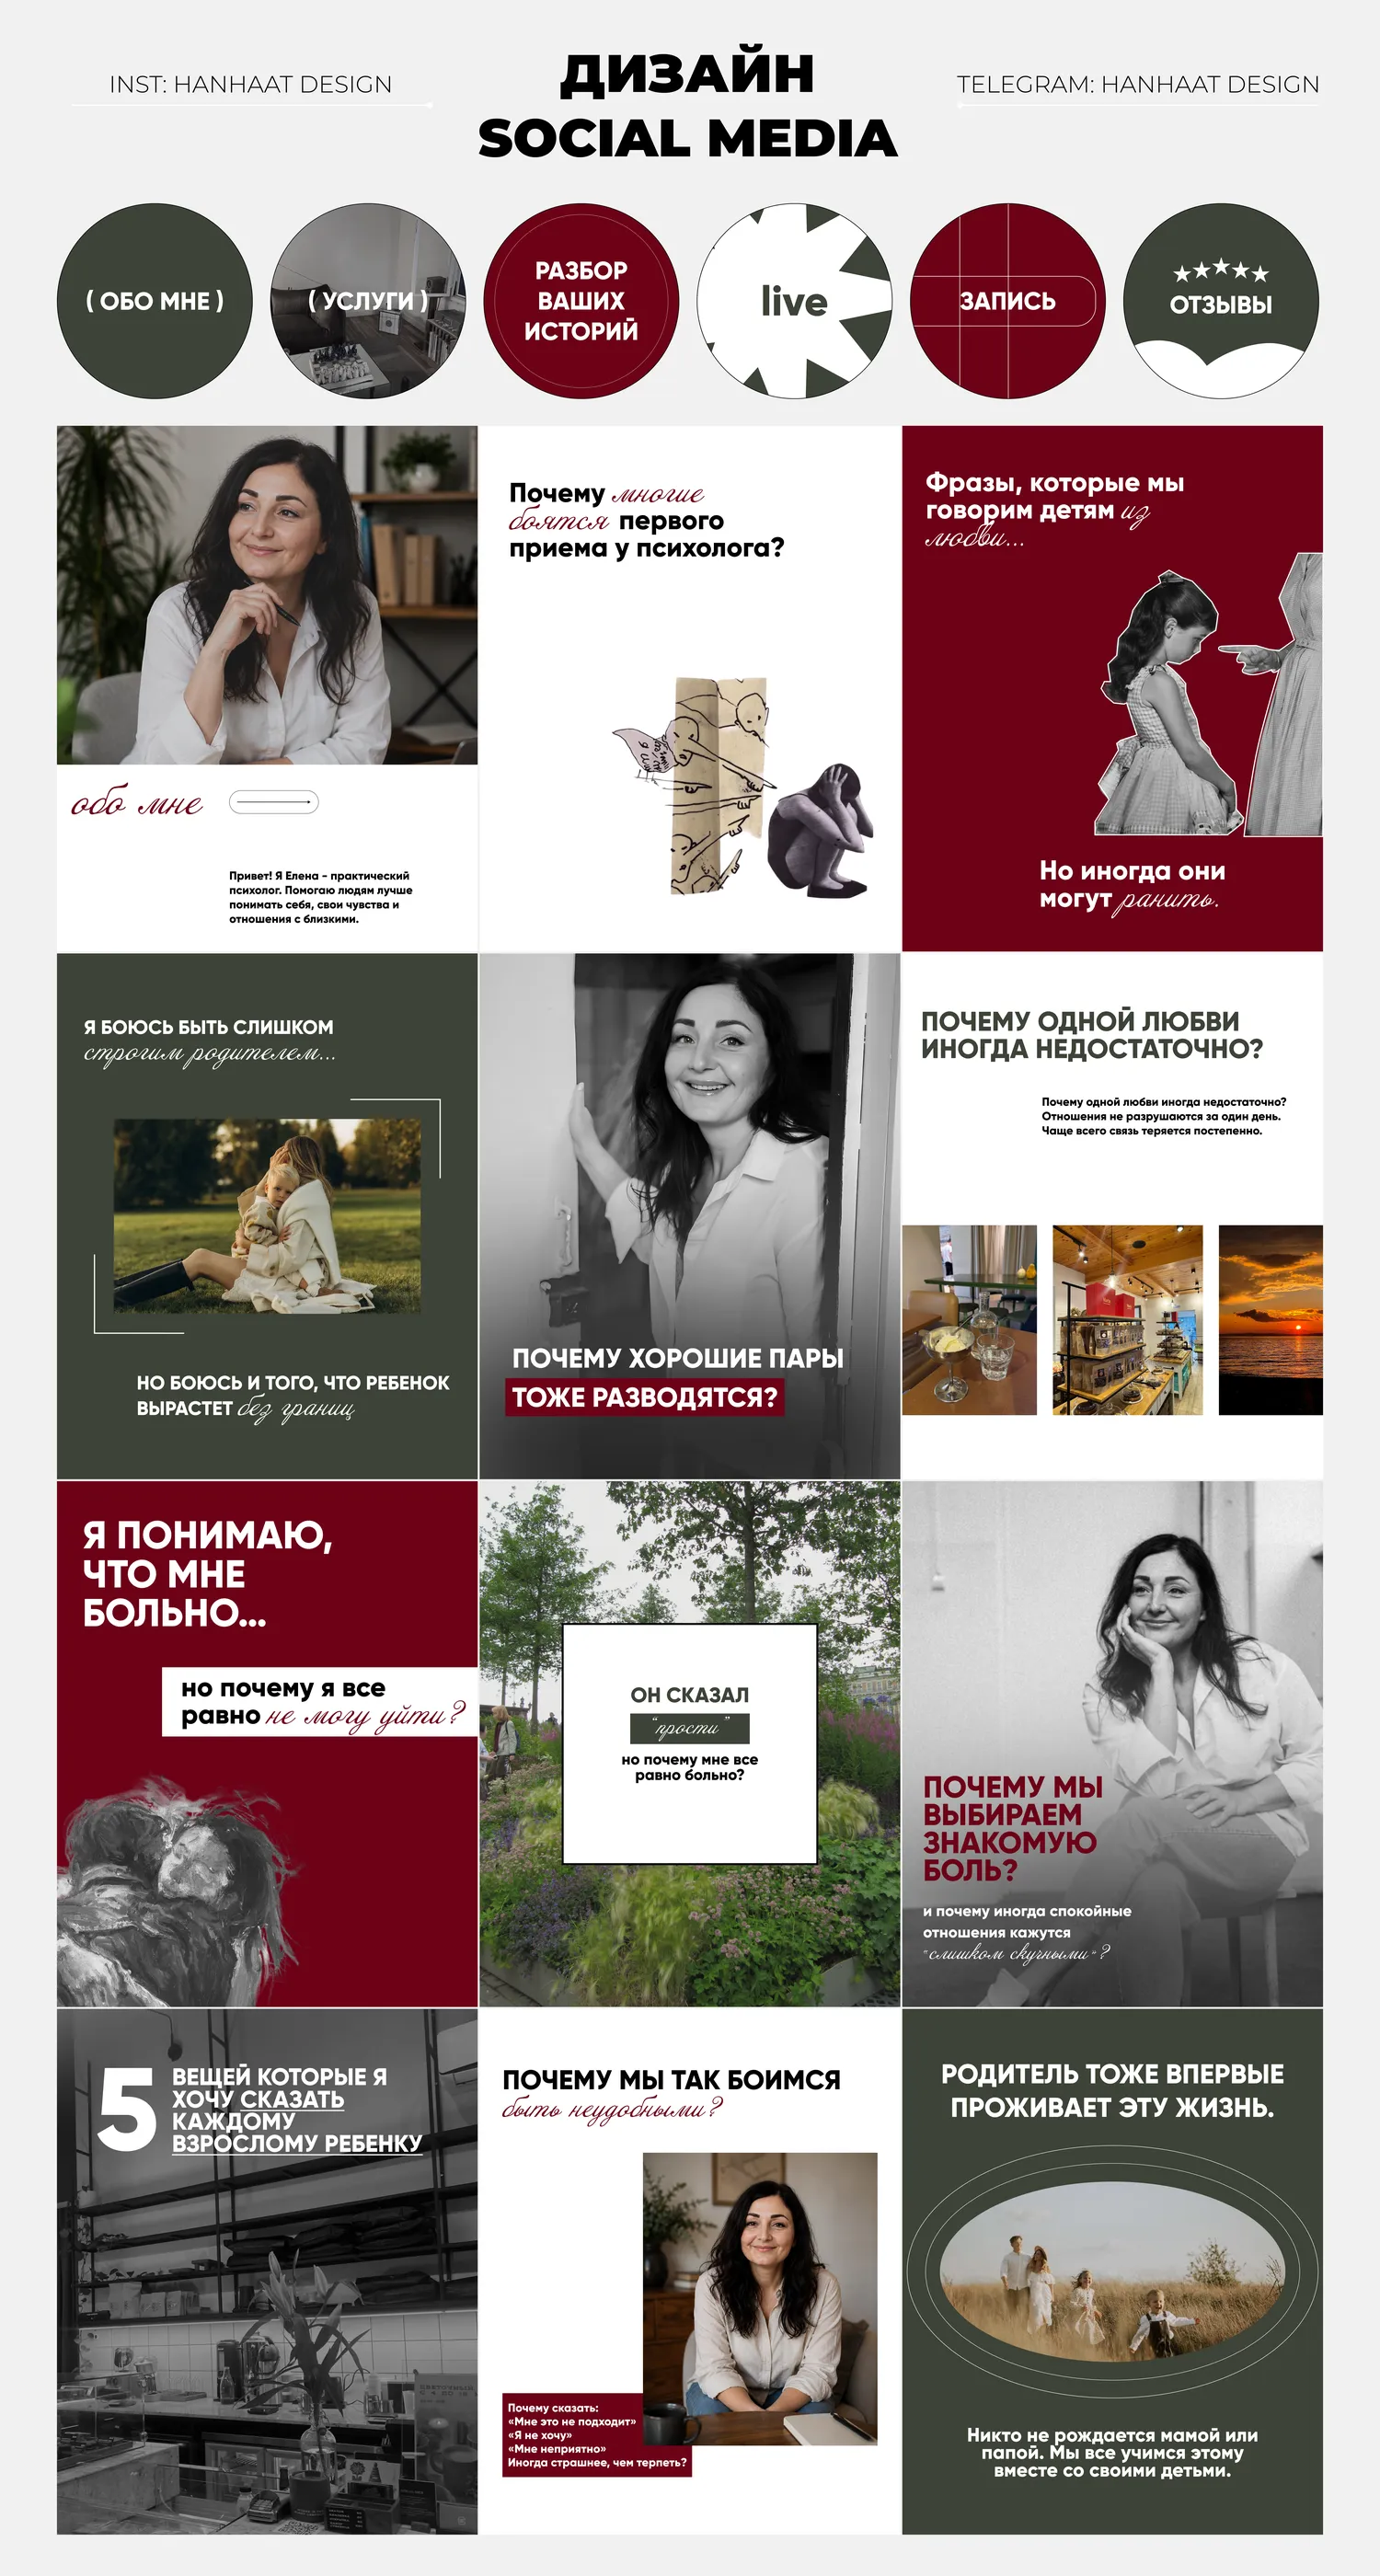 INST: HANHAAT DESIGN
ДИЗАЙН
SOCIAL MEDIA
TELEGRAM: HANHAAT DESIGN
( ОБО МНЕ )
( УСЛУГИ )
РАЗБОР
ВАШИХ
ИСТОРИЙ
live
ЗАПИСЬ
ОТЗЫВЫ
обо мне
Привет! Я Елена - практический
психолог. Помогаю людям лучше
понимать себя, свои чувства и
отношения с близкими.
Почему многие
боятся первого
приема у психолога?
Фразы, которые мы
говорим детям из
любви...
Но иногда они
могут ранить.
Я БОЮСЬ БЫТЬ СЛИШКОМ
строгим родителем...
НО БОЮСЬ И ТОГО, ЧТО РЕБЕНОК
ВЫРАСТЕТ без границ
ПОЧЕМУ ХОРОШИЕ ПАРЫ
ТОЖЕ РАЗВОДЯТСЯ?
ПОЧЕМУ ОДНОЙ ЛЮБВИ
ИНОГДА НЕДОСТАТОЧНО?
Почему одной любви иногда недостаточно?
Отношения не разрушаются за один день.
Чаще всего связь теряется постепенно.
Я ПОНИМАЮ,
ЧТО МНЕ
БОЛЬНО...
но почему я все
равно не могу уйти?
ОН СКАЗАЛ
"прости"
но почему мне все
равно больно?
ПОЧЕМУ МЫ
ВЫБИРАЕМ
ЗНАКОМУЮ
БОЛЬ?
и почему иногда спокойные
отношения кажутся
"слишком скучными"?
5 ВЕЩЕЙ КОТОРЫЕ Я
ХОЧУ СКАЗАТЬ
КАЖДОМУ
ВЗРОСЛОМУ РЕБЕНКУ
ПОЧЕМУ МЫ ТАК БОИМСЯ
быть неудобными?
Почему сказать:
«Мне это не подходит»
«Я не хочу»
«Мне неприятно»
Иногда страшнее, чем терпеть?
РОДИТЕЛЬ ТОЖЕ ВПЕРВЫЕ
ПРОЖИВАЕТ ЭТУ ЖИЗНЬ.
Никто не рождается мамой или
папой. Мы все учимся этому
вместе со своими детьми.